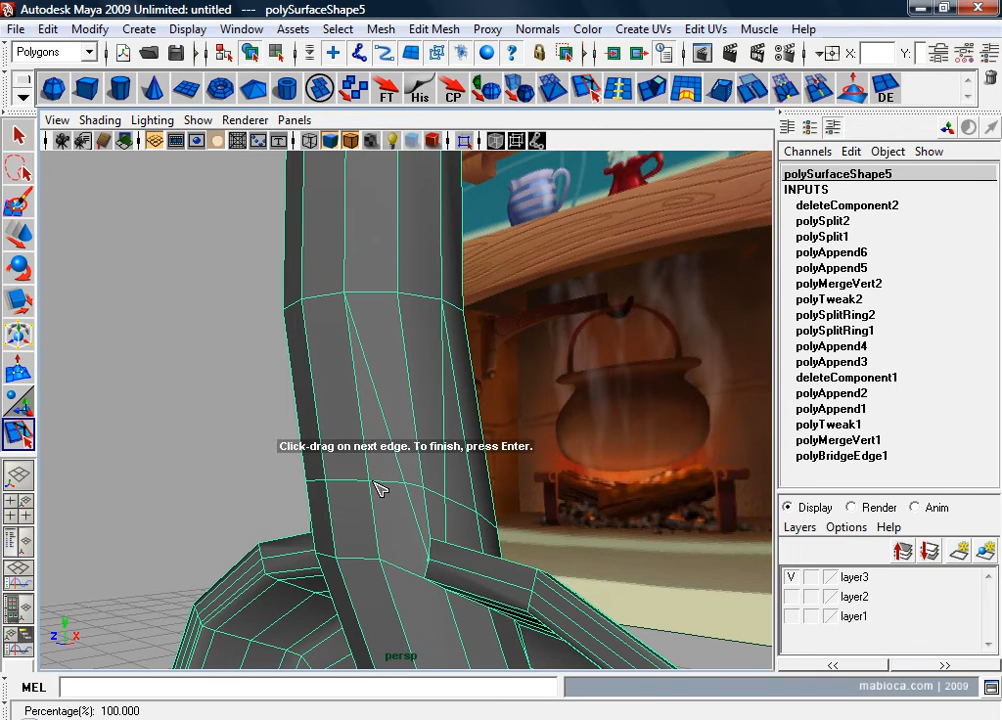 Autodesk Maya 2009 Unlimited: untitled --- polySurfaceShape5
File Edit Modify Create Display Window Assets Select Mesh Edit Mesh Proxy Normals Color Create UVs Edit UVs Muscle Help
Polygons X: Y:
FT His CP DE
View Shading Lighting Show Renderer Panels
Channels Edit Object Show
polySurfaceShape5
INPUTS
deleteComponent2
polySplit2
polySplit1
polyAppend6
polyAppend5
polyMergeVert2
polyTweak2
polySplitRing2
polySplitRing1
polyAppend4
polyAppend3
deleteComponent1
polyAppend2
polyAppend1
polyTweak1
polyMergeVert1
polyBridgeEdge1
Click-drag on next edge. To finish, press Enter.
Display Render Anim
Layers Options Help
V layer3
layer2
layer1
y
z x
persp
<< >>
MEL
mabioca.com | 2009
Percentage(%): 100.000